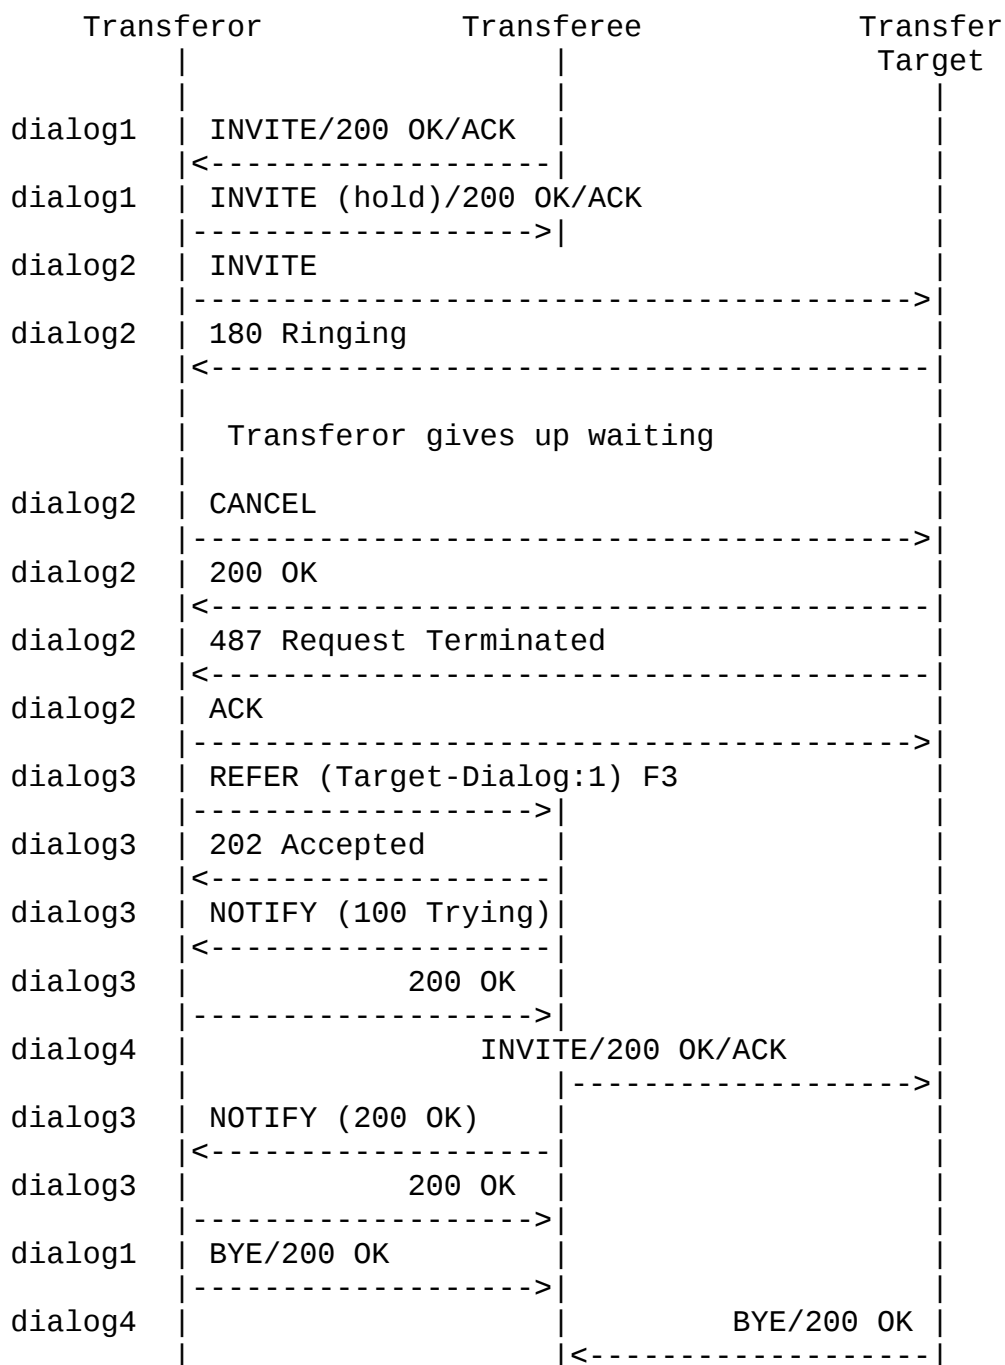 Transferor Transferee Transfer
Target
dialog1 INVITE/200 OK/ACK
dialog1 INVITE (hold)/200 OK/ACK
dialog2 INVITE
dialog2 180 Ringing
Transferor gives up waiting
dialog2 CANCEL
dialog2 200 OK
dialog2 487 Request Terminated
dialog2 ACK
dialog3 REFER (Target-Dialog:1) F3
dialog3 202 Accepted
dialog3 NOTIFY (100 Trying)
dialog3 200 OK
dialog4 INVITE/200 OK/ACK
dialog3 NOTIFY (200 OK)
dialog3 200 OK
dialog1 BYE/200 OK
dialog4 BYE/200 OK